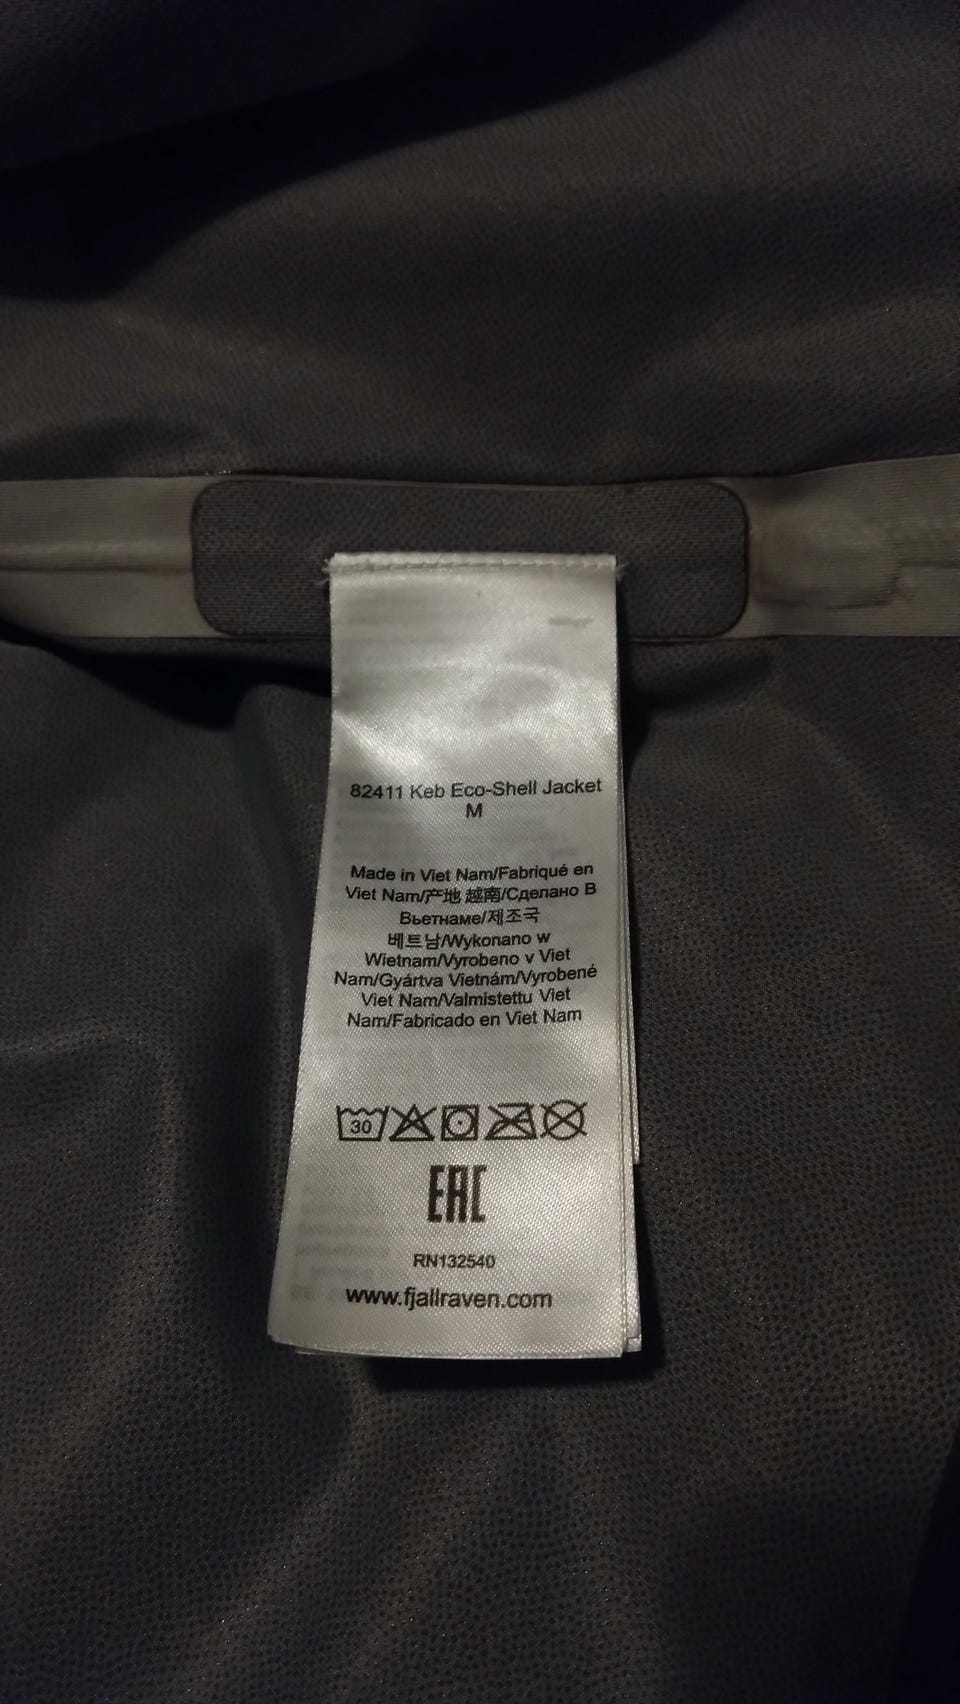 82411 Keb Eco-Shell Jacket
M
Made in Viet Nam/Fabriqué en
Viet Nam/产地 越南/Сделано В
Вьетнаме/제조국
베트남/Wykonano w
Wietnam/Vyrobeno v Viet
Nam/Gyártva Vietnám/Vyrobené
Viet Nam/Valmistettu Viet
Nam/Fabricado en Viet Nam
30
EAC
RN132540
www.fjallraven.com